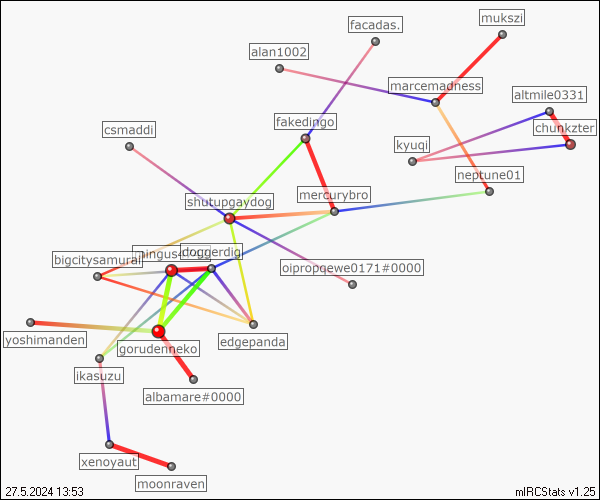 facadas.
mukszi
alan1002
marcemadness
altmile0331
fakedingo
chunkzter
csmaddi
kyuqi
neptune01
mercurybro
shutupgaydog
doggerdig
bigcitysamurai
oipropqewe0171#0000
yoshimanden
gorudenneko
edgepanda
ikasuzu
albamare#0000
xenoyaut
moonraven
27.5.2024 13:53
mIRCStats v1.25